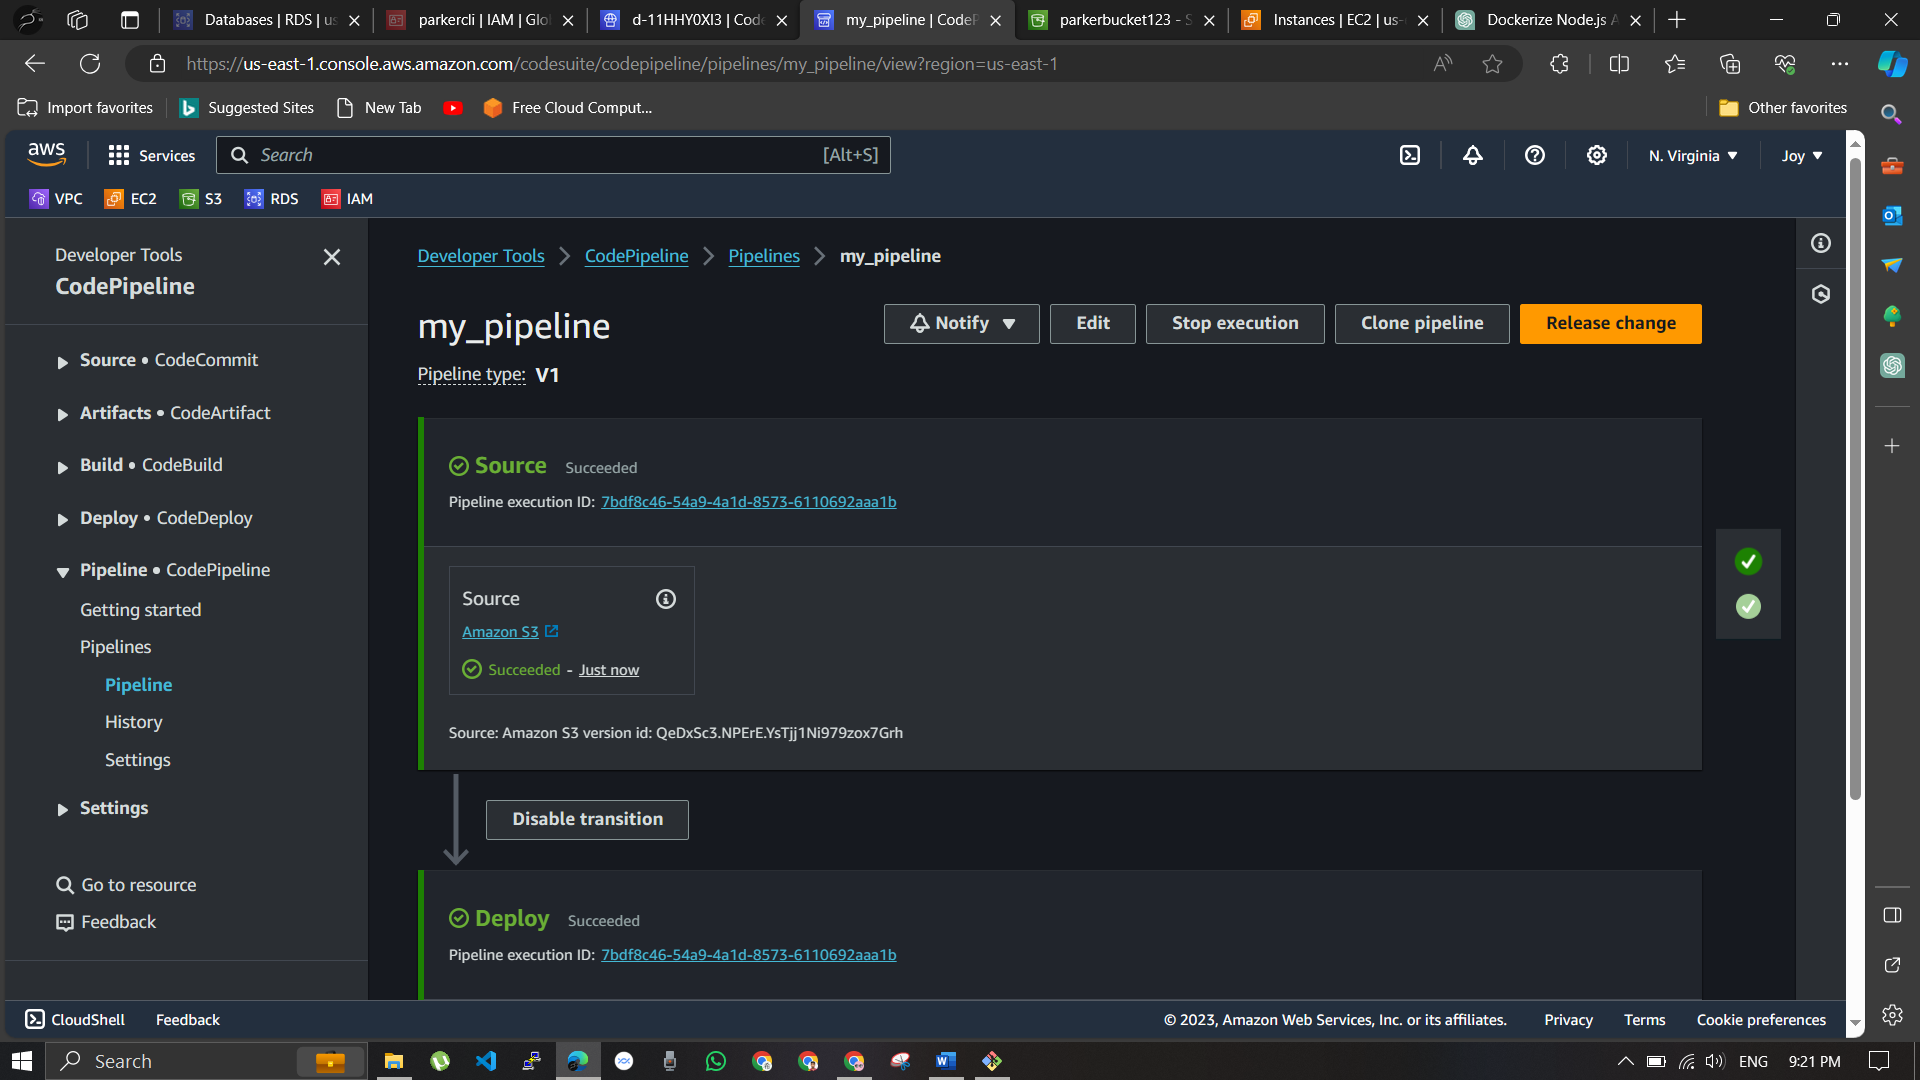 Databases | RDS | us
parkercli | IAM | Glo
d-11HHY0XI3 | Code
my_pipeline | CodeP
parkerbucket123 - S
Instances | EC2 | us-
Dockerize Node.js A
https://us-east-1.console.aws.amazon.com/codesuite/codepipeline/pipelines/my_pipeline/view?region=us-east-1
Import favorites
Suggested Sites
New Tab
Free Cloud Comput...
Other favorites
aws
Services
Search
[Alt+S]
N. Virginia
Joy
VPC
EC2
S3
RDS
IAM
Developer Tools
CodePipeline
Source • CodeCommit
Artifacts • CodeArtifact
Build • CodeBuild
Deploy • CodeDeploy
Pipeline • CodePipeline
Getting started
Pipelines
Pipeline
History
Settings
Settings
Go to resource
Feedback
Developer Tools
CodePipeline
Pipelines
my_pipeline
my_pipeline
Notify
Edit
Stop execution
Clone pipeline
Release change
Pipeline type: V1
Source Succeeded
Pipeline execution ID: 7bdf8c46-54a9-4a1d-8573-6110692aaa1b
Source
Amazon S3
Succeeded - Just now
Source: Amazon S3 version id: QeDxSc3.NPErE.YsTjj1Ni979zox7Grh
Disable transition
Deploy Succeeded
Pipeline execution ID: 7bdf8c46-54a9-4a1d-8573-6110692aaa1b
CloudShell
Feedback
© 2023, Amazon Web Services, Inc. or its affiliates.
Privacy
Terms
Cookie preferences
Search
ENG
9:21 PM